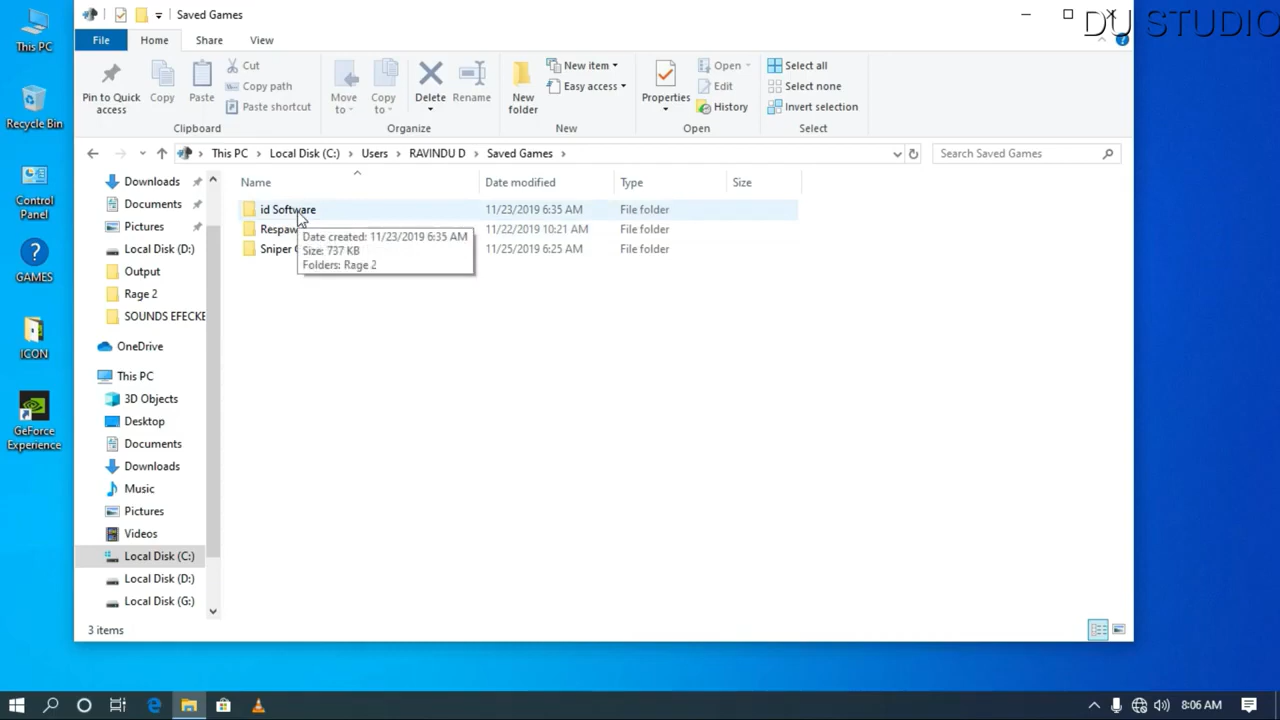 Saved Games
DU STUDIO
File
Home
Share
View
Pin to Quick access
Copy
Paste
Cut
Copy path
Paste shortcut
Clipboard
Move to
Copy to
Delete
Rename
Organize
New folder
New item
Easy access
New
Properties
Open
Edit
History
Open
Select all
Select none
Invert selection
Select
This PC
Local Disk (C:)
Users
RAVINDU D
Saved Games
Search Saved Games
Name
Date modified
Type
Size
id Software
11/23/2019 6:35 AM
File folder
Respaw
11/22/2019 10:21 AM
File folder
Sniper
11/25/2019 6:25 AM
File folder
Date created: 11/23/2019 6:35 AM
Size: 737 KB
Folders: Rage 2
Downloads
Documents
Pictures
Local Disk (D:)
Output
Rage 2
SOUNDS EFECKE
OneDrive
This PC
3D Objects
Desktop
Documents
Downloads
Music
Pictures
Videos
Local Disk (C:)
Local Disk (D:)
Local Disk (G:)
3 items
This PC
Recycle Bin
Control Panel
GAMES
ICON
GeForce Experience
8:06 AM